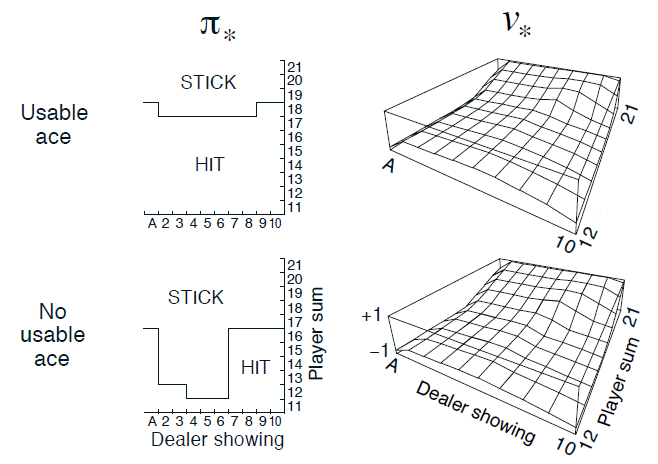 π*
v*
Usable
ace
STICK
HIT
21
20
19
18
17
16
15
14
13
12
11
A 2 3 4 5 6 7 8 9 10
A
21
10
12
No
usable
ace
STICK
HIT
21
20
19
18
17
16
15
14
13
12
11
Player sum
A 2 3 4 5 6 7 8 9 10
Dealer showing
+1
−1
A
Dealer showing
10
12
Player sum
21